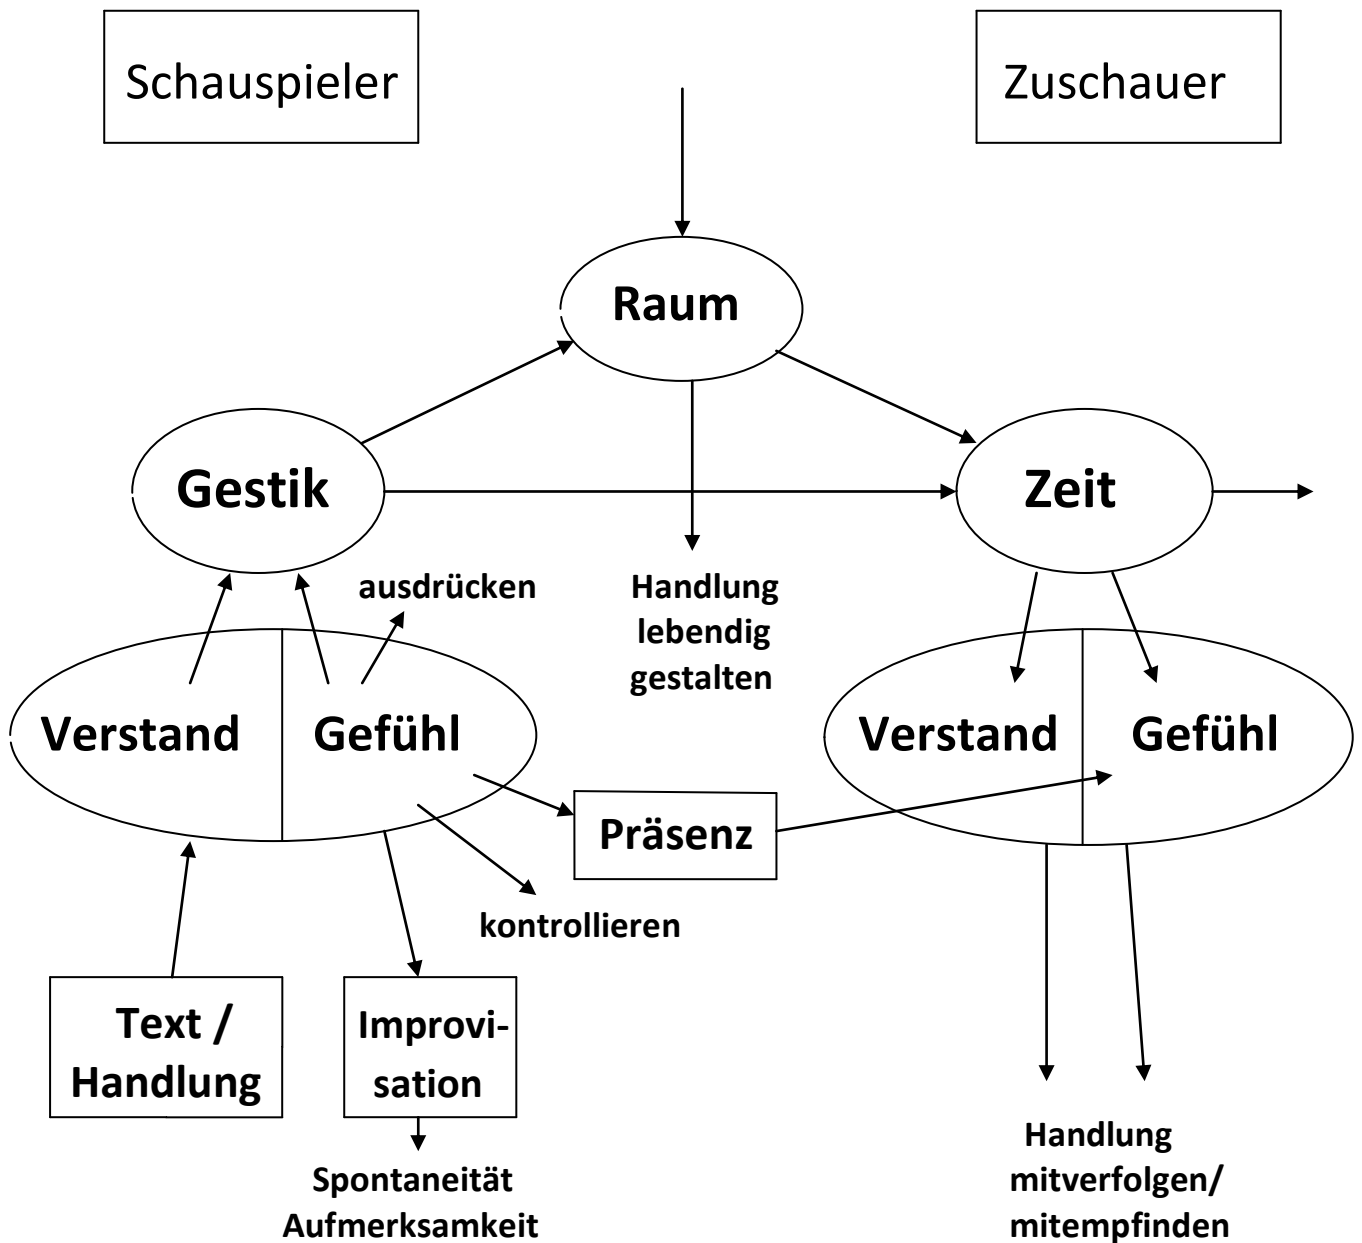 Schauspieler
Zuschauer
Raum
Gestik
Zeit
ausdrücken
Handlung
lebendig
gestalten
Verstand
Gefühl
Verstand
Gefühl
Präsenz
kontrollieren
Text /
Handlung
Improvi-
sation
Spontaneität
Aufmerksamkeit
Handlung
mitverfolgen/
mitempfinden